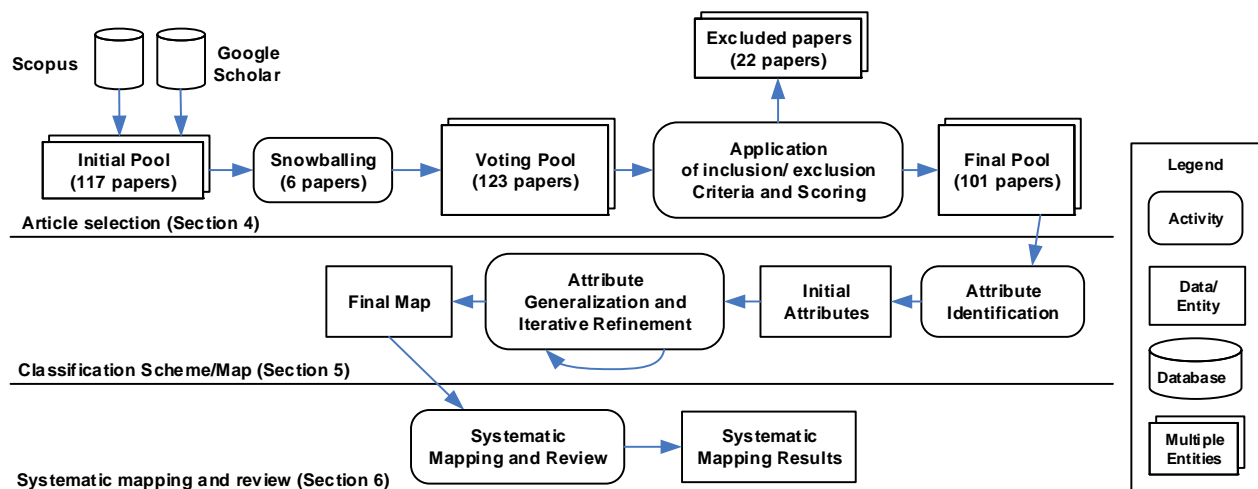 Scopus
Google
Scholar
Excluded papers
(22 papers)
Initial Pool
(117 papers)
Snowballing
(6 papers)
Voting Pool
(123 papers)
Application
of inclusion/ exclusion
Criteria and Scoring
Final Pool
(101 papers)
Article selection (Section 4)
Final Map
Attribute
Generalization and
Iterative Refinement
Initial
Attributes
Attribute
Identification
Classification Scheme/Map (Section 5)
Systematic
Mapping and Review
Systematic
Mapping Results
Systematic mapping and review (Section 6)
Legend
Activity
Data/
Entity
Database
Multiple
Entities